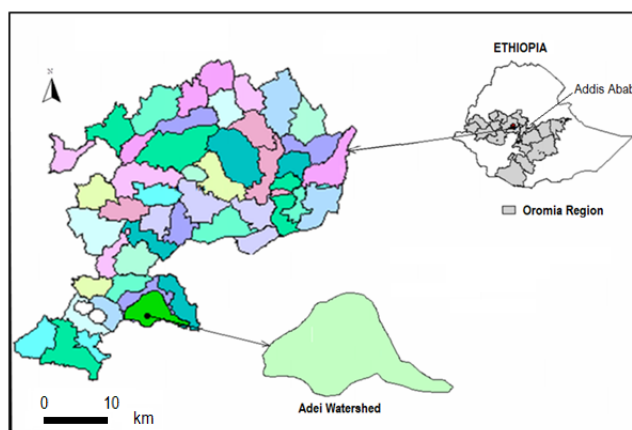 ETHIOPIA
Addis Abab
Oromia Region
0 10
km
Adei Watershed